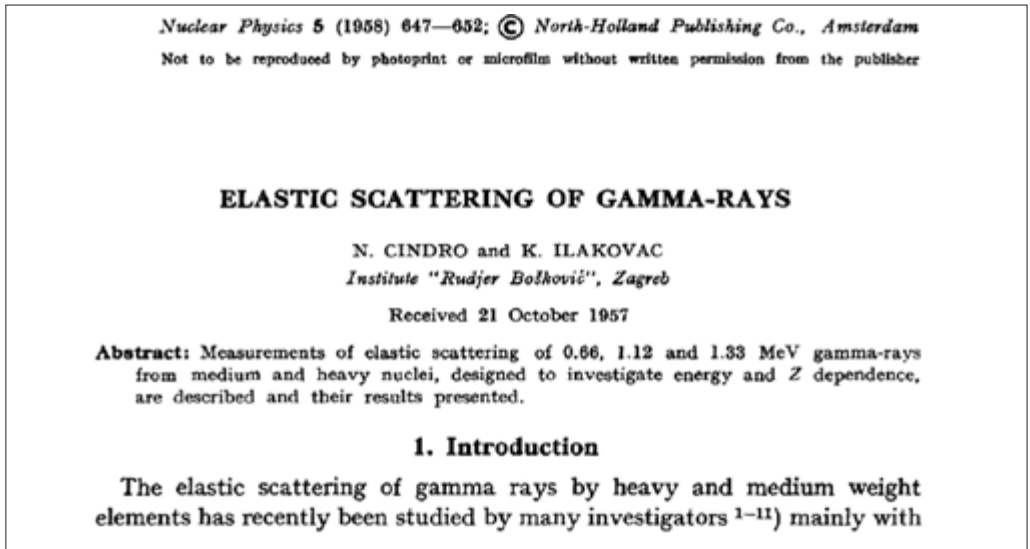 Nuclear Physics 5 (1958) 647—652; © North-Holland Publishing Co., Amsterdam
Not to be reproduced by photoprint or microfilm without written permission from the publisher
ELASTIC SCATTERING OF GAMMA-RAYS
N. CINDRO and K. ILAKOVAC
Institute "Rudjer Bošković", Zagreb
Received 21 October 1957
Abstract: Measurements of elastic scattering of 0.66, 1.12 and 1.33 MeV gamma-rays
from medium and heavy nuclei, designed to investigate energy and Z dependence,
are described and their results presented.
1. Introduction
The elastic scattering of gamma rays by heavy and medium weight
elements has recently been studied by many investigators ¹⁻¹¹) mainly with